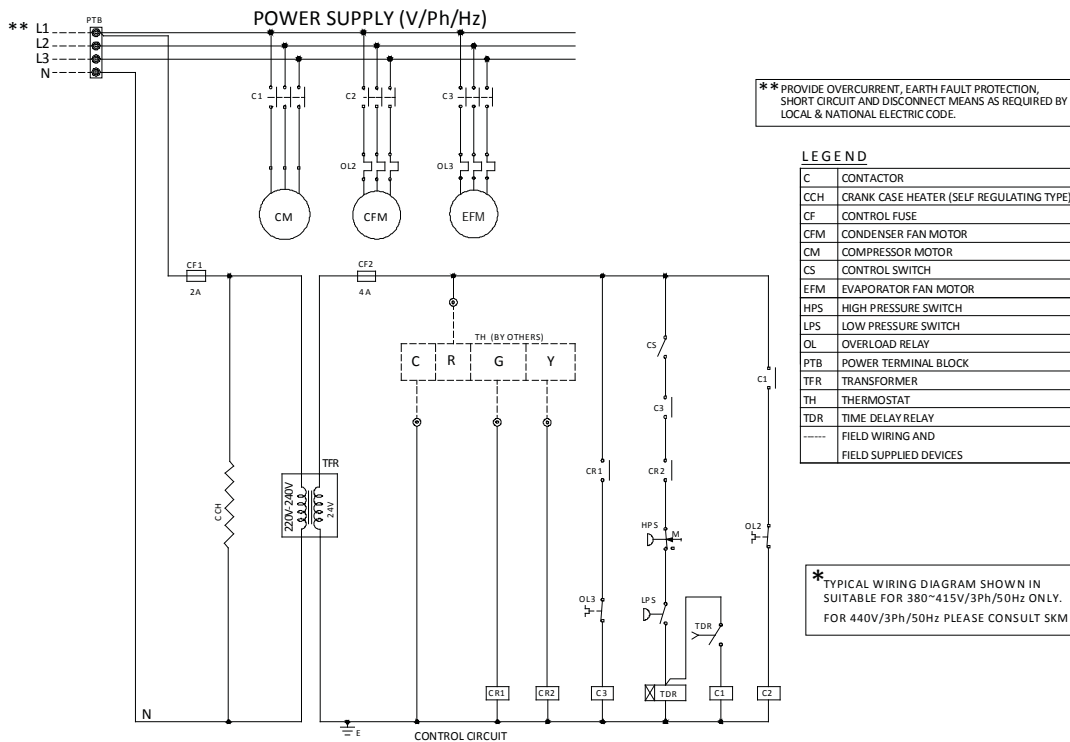 POWER SUPPLY (V/Ph/Hz)
PTB
** L1
L2
L3
N
C1
C2
C3
OL2
OL3
CM
CFM
EFM
** PROVIDE OVERCURRENT, EARTH FAULT PROTECTION,
SHORT CIRCUIT AND DISCONNECT MEANS AS REQUIRED BY
LOCAL & NATIONAL ELECTRIC CODE.
LEGEND
C CONTACTOR
CCH CRANK CASE HEATER (SELF REGULATING TYPE)
CF CONTROL FUSE
CFM CONDENSER FAN MOTOR
CM COMPRESSOR MOTOR
CS CONTROL SWITCH
EFM EVAPORATOR FAN MOTOR
HPS HIGH PRESSURE SWITCH
LPS LOW PRESSURE SWITCH
OL OVERLOAD RELAY
PTB POWER TERMINAL BLOCK
TFR TRANSFORMER
TH THERMOSTAT
TDR TIME DELAY RELAY
------ FIELD WIRING AND
FIELD SUPPLIED DEVICES
CF1
2A
CF2
4A
TH (BY OTHERS)
C R G Y
CS
C3
C1
CR1
CR2
TFR
220V-240V
24V
CCH
HPS
M
OL2
OL3
LPS
TDR
CR1
CR2
C3
TDR
C1
C2
N
E
CONTROL CIRCUIT
* TYPICAL WIRING DIAGRAM SHOWN IN
SUITABLE FOR 380~415V/3Ph/50Hz ONLY.
FOR 440V/3Ph/50Hz PLEASE CONSULT SKM